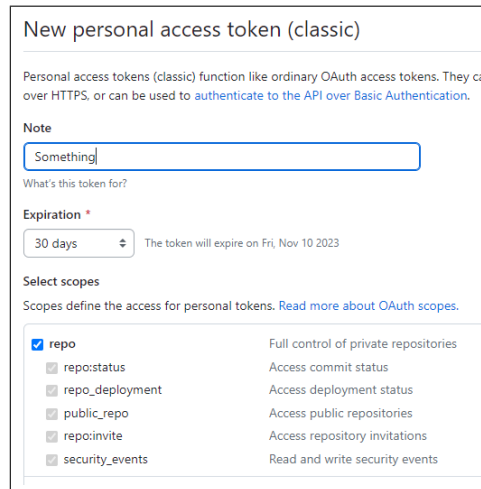 New personal access token (classic)
Personal access tokens (classic) function like ordinary OAuth access tokens. They
over HTTPS, or can be used to authenticate to the API over Basic Authentication.
Note
Something
What's this token for?
Expiration *
30 days The token will expire on Fri, Nov 10 2023
Select scopes
Scopes define the access for personal tokens. Read more about OAuth scopes.
repo Full control of private repositories
repo:status Access commit status
repo_deployment Access deployment status
public_repo Access public repositories
repo:invite Access repository invitations
security_events Read and write security events